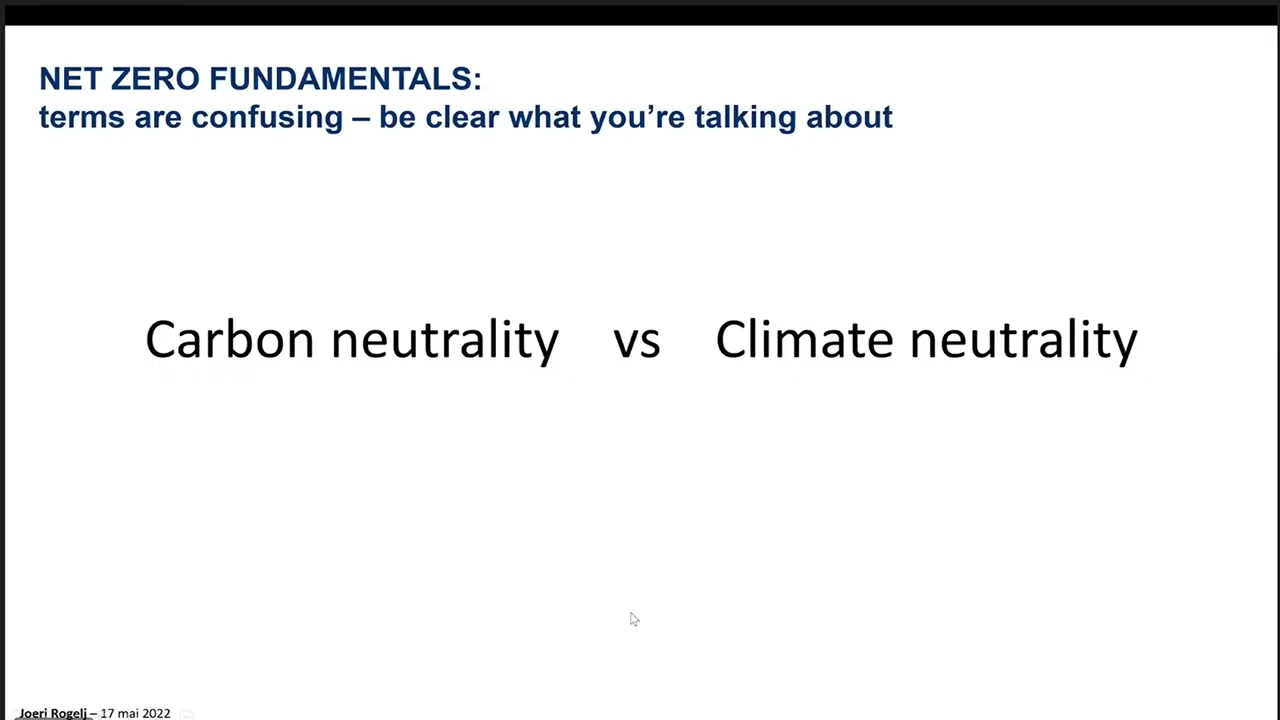 NET ZERO FUNDAMENTALS:
terms are confusing – be clear what you're talking about
Carbon neutrality vs Climate neutrality
Joeri Rogelj – 17 mai 2022